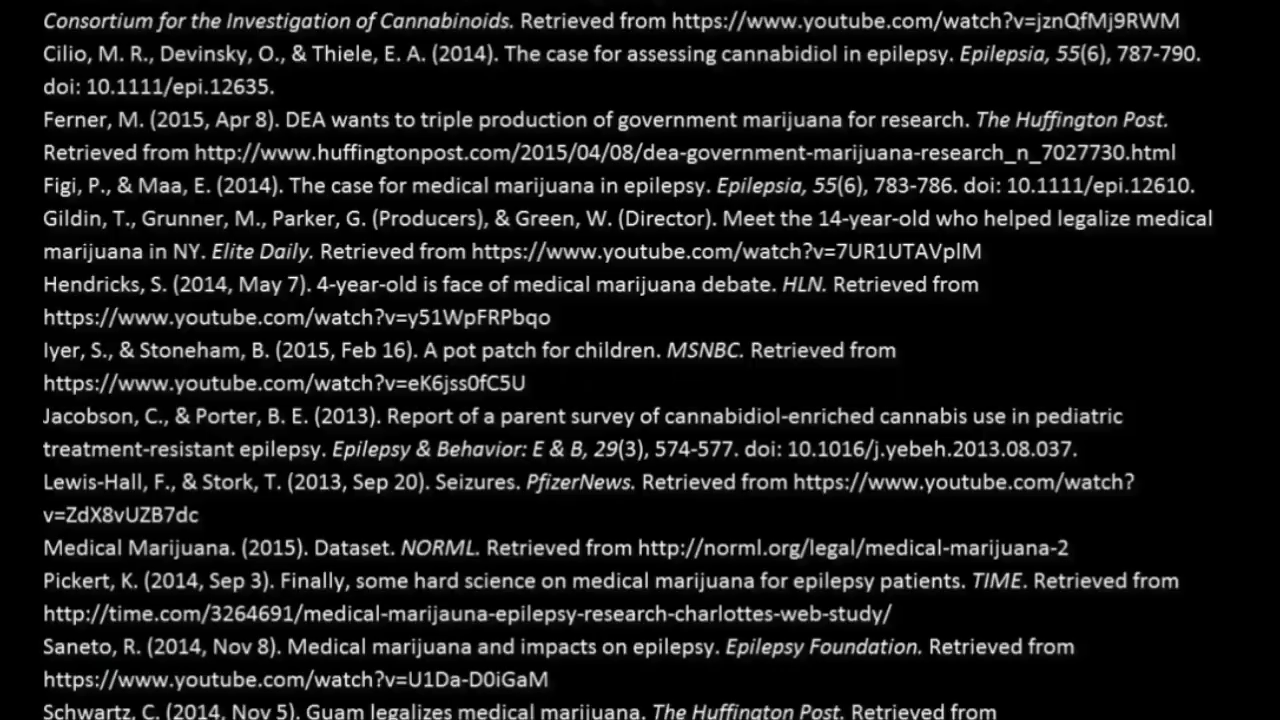 Consortium for the Investigation of Cannabinoids. Retrieved from https://www.youtube.com/watch?v=jznQfMj9RWM
Cilio, M. R., Devinsky, O., & Thiele, E. A. (2014). The case for assessing cannabidiol in epilepsy. Epilepsia, 55(6), 787-790.
doi: 10.1111/epi.12635.
Ferner, M. (2015, Apr 8). DEA wants to triple production of government marijuana for research. The Huffington Post.
Retrieved from http://www.huffingtonpost.com/2015/04/08/dea-government-marijuana-research_n_7027730.html
Figi, P., & Maa, E. (2014). The case for medical marijuana in epilepsy. Epilepsia, 55(6), 783-786. doi: 10.1111/epi.12610.
Gildin, T., Grunner, M., Parker, G. (Producers), & Green, W. (Director). Meet the 14-year-old who helped legalize medical
marijuana in NY. Elite Daily. Retrieved from https://www.youtube.com/watch?v=7UR1UTAVplM
Hendricks, S. (2014, May 7). 4-year-old is face of medical marijuana debate. HLN. Retrieved from
https://www.youtube.com/watch?v=y51WpFRPbqo
Iyer, S., & Stoneham, B. (2015, Feb 16). A pot patch for children. MSNBC. Retrieved from
https://www.youtube.com/watch?v=eK6jss0fC5U
Jacobson, C., & Porter, B. E. (2013). Report of a parent survey of cannabidiol-enriched cannabis use in pediatric
treatment-resistant epilepsy. Epilepsy & Behavior: E & B, 29(3), 574-577. doi: 10.1016/j.yebeh.2013.08.037.
Lewis-Hall, F., & Stork, T. (2013, Sep 20). Seizures. PfizerNews. Retrieved from https://www.youtube.com/watch?
v=ZdX8vUZB7dc
Medical Marijuana. (2015). Dataset. NORML. Retrieved from http://norml.org/legal/medical-marijuana-2
Pickert, K. (2014, Sep 3). Finally, some hard science on medical marijuana for epilepsy patients. TIME. Retrieved from
http://time.com/3264691/medical-marijauna-epilepsy-research-charlottes-web-study/
Saneto, R. (2014, Nov 8). Medical marijuana and impacts on epilepsy. Epilepsy Foundation. Retrieved from
https://www.youtube.com/watch?v=U1Da-D0iGaM
Schwartz, C. (2014, Nov 5). Guam legalizes medical marijuana. The Huffington Post. Retrieved from